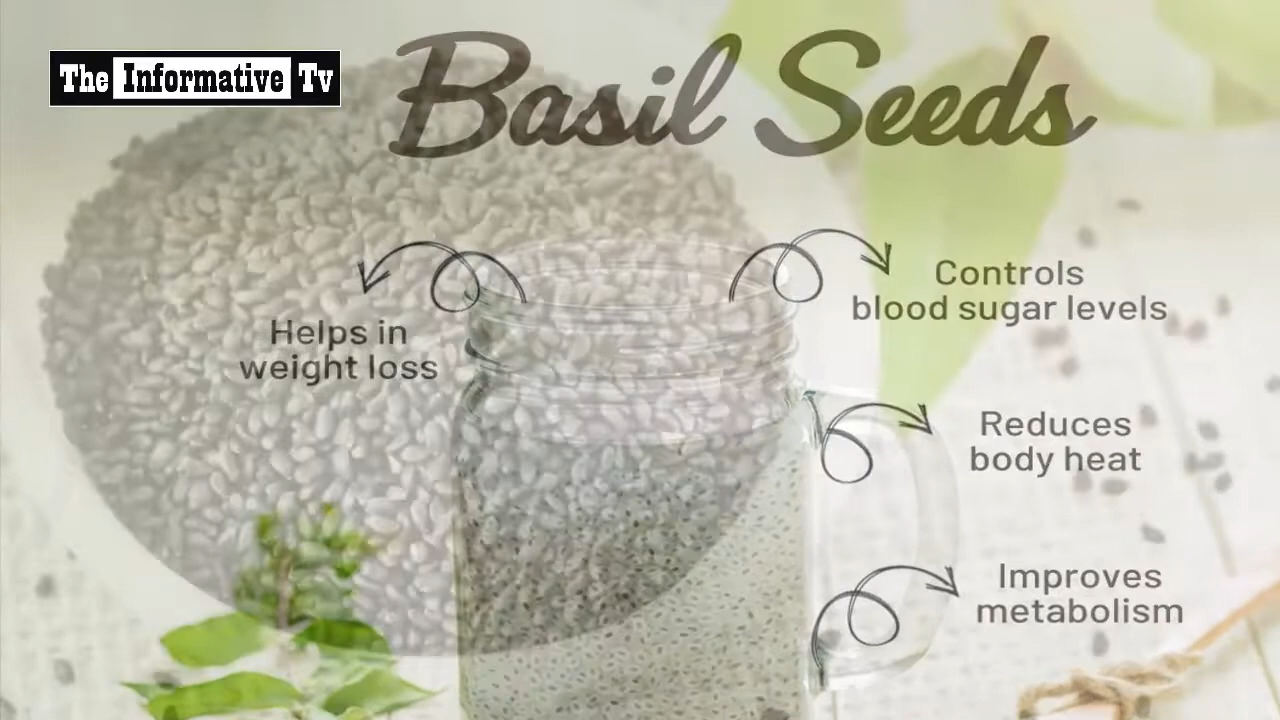 The Informative Tv
Basil Seeds
Helps in
weight loss
Controls
blood sugar levels
Reduces
body heat
Improves
metabolism